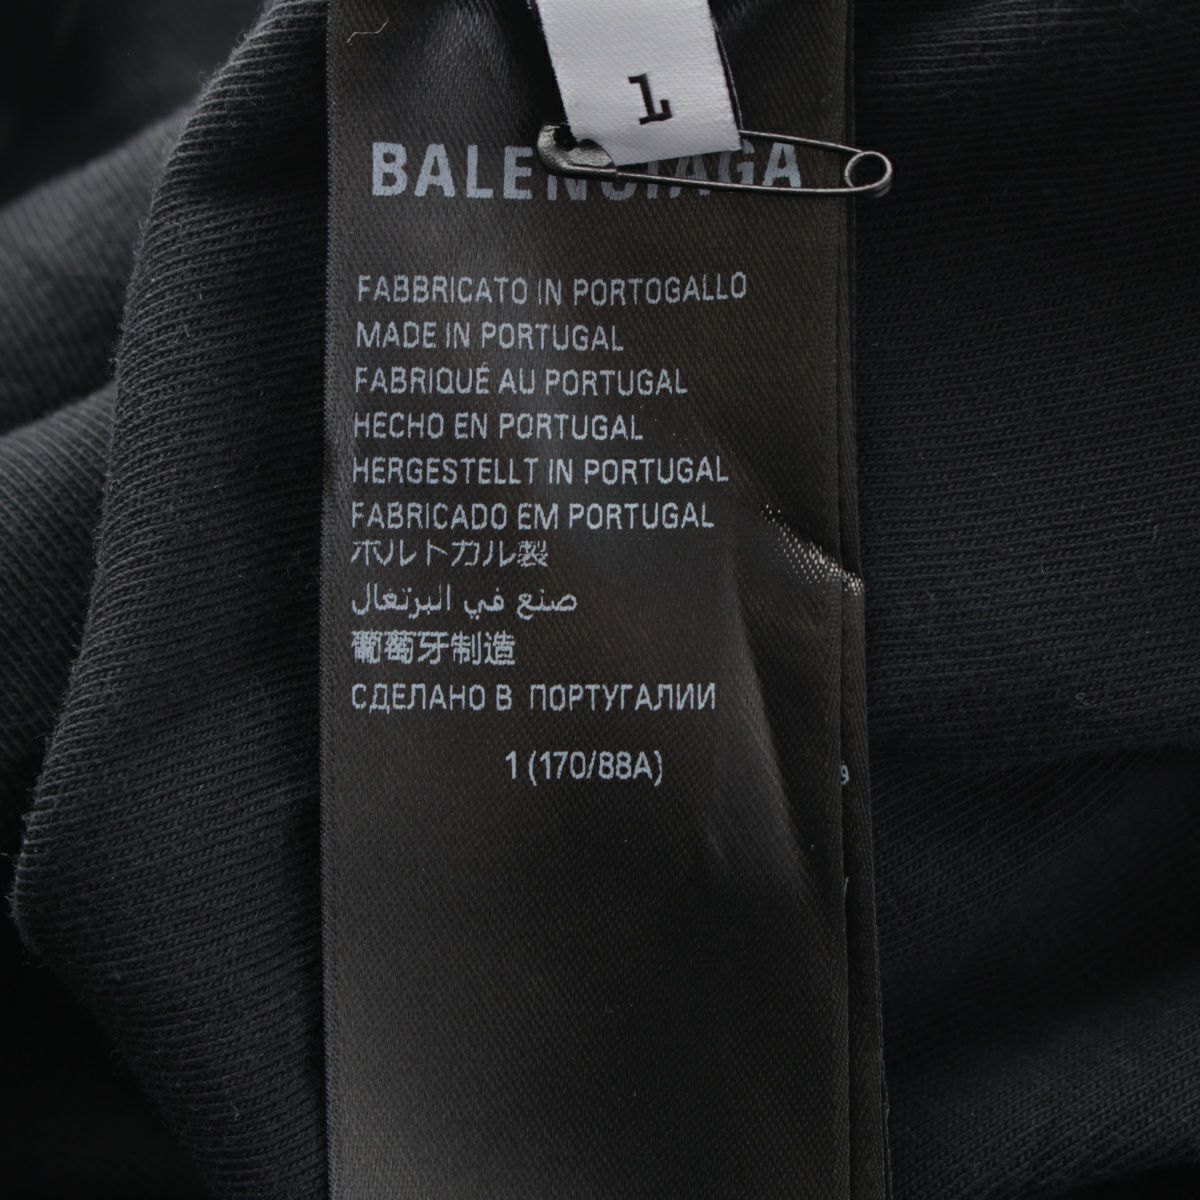 1
BALENCIAGA
FABBRICATO IN PORTOGALLO
MADE IN PORTUGAL
FABRIQUÉ AU PORTUGAL
HECHO EN PORTUGAL
HERGESTELLT IN PORTUGAL
FABRICADO EM PORTUGAL
ポルトガル製
صنع في البرتغال
葡萄牙制造
СДЕЛАНО В ПОРТУГАЛИИ
1 (170/88A)
9